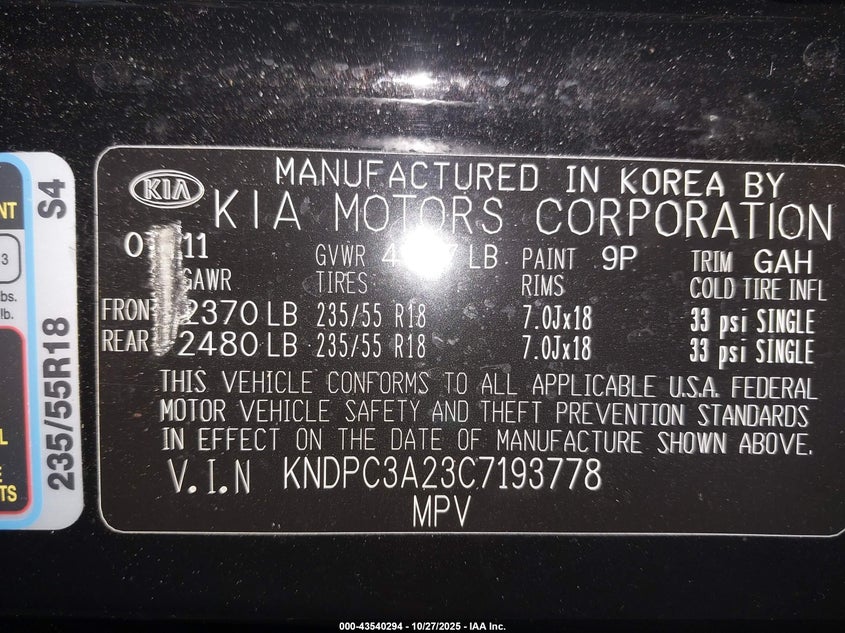 MANUFACTURED IN KOREA BY
KIA
KIA MOTORS CORPORATION
11 GVWR LB PAINT 9P TRIM GAH
GAWR TIRES RIMS COLD TIRE INFL
FRONT 2370 LB 235/55 R18 7.0Jx18 33 psi SINGLE
REAR 2480 LB 235/55 R18 7.0Jx18 33 psi SINGLE
THIS VEHICLE CONFORMS TO ALL APPLICABLE U.S.A. FEDERAL
MOTOR VEHICLE SAFETY AND THEFT PREVENTION STANDARDS
IN EFFECT ON THE DATE OF MANUFACTURE SHOWN ABOVE.
V.I.N KNDPC3A23C7193778
MPV
S4
235/55R18
000-43540294 - 10/27/2025 - IAA Inc.